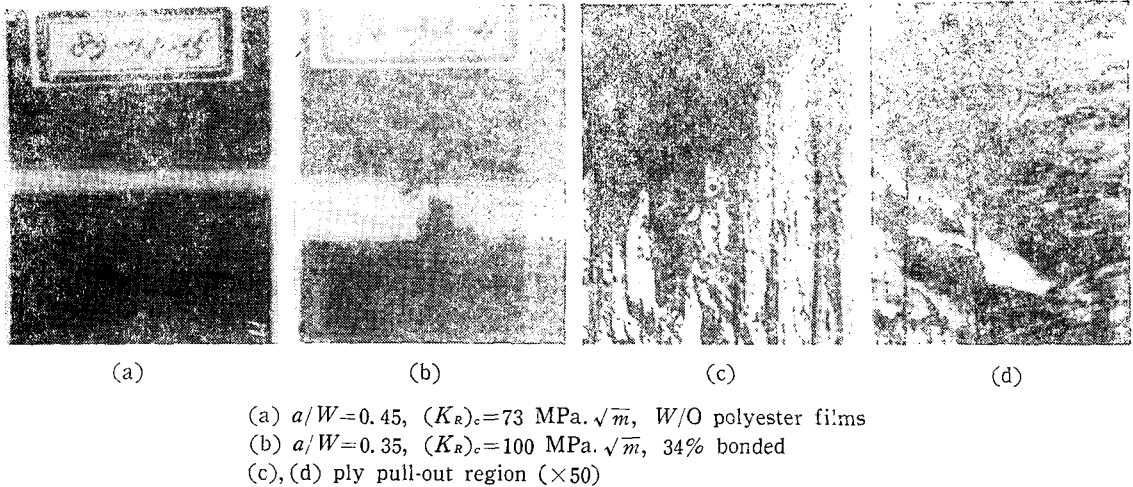 (a) (b) (c) (d)
(a) a/W=0.45, (K_R)_c=73 MPa.√m, W/O polyester films
(b) a/W=0.35, (K_R)_c=100 MPa.√m, 34% bonded
(c),(d) ply pull-out region (×50)